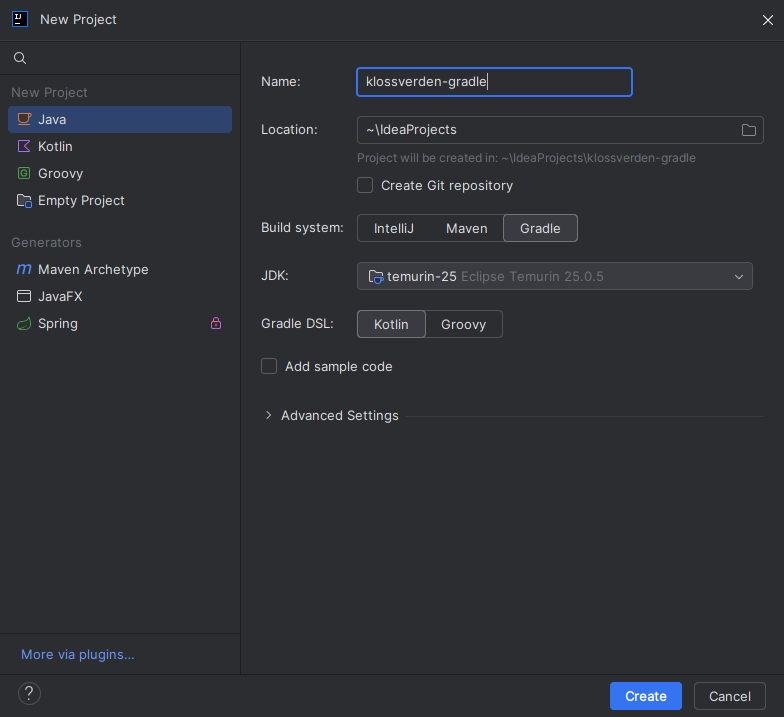 New Project
New Project
Java
Kotlin
Groovy
Empty Project
Generators
Maven Archetype
JavaFX
Spring
More via plugins...
Name: klossverden-gradle
Location: ~\IdeaProjects
Project will be created in: ~\IdeaProjects\klossverden-gradle
Create Git repository
Build system: IntelliJ Maven Gradle
JDK: temurin-25 Eclipse Temurin 25.0.5
Gradle DSL: Kotlin Groovy
Add sample code
Advanced Settings
? Create Cancel